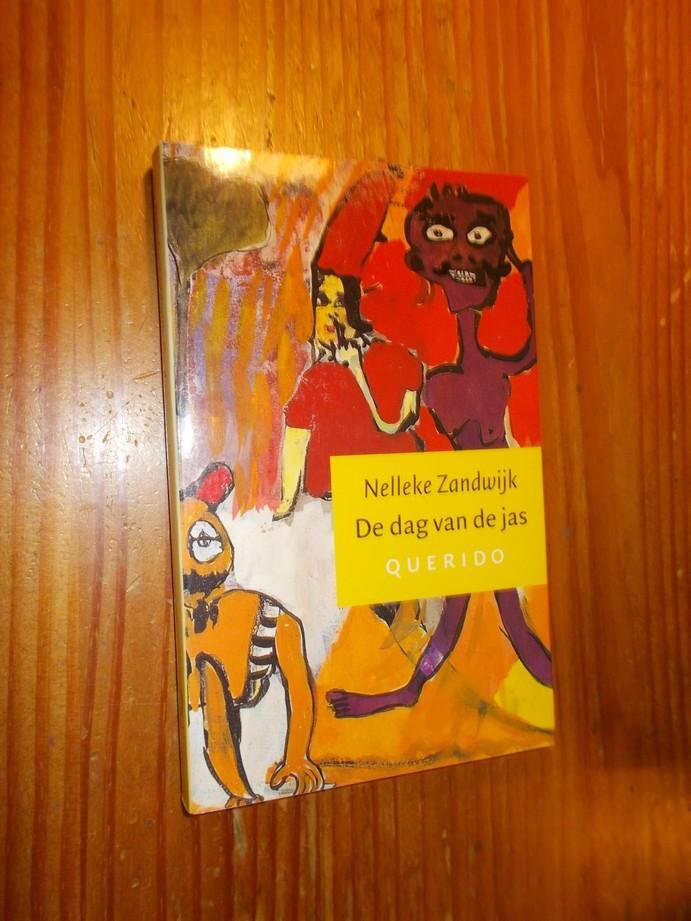 Nelleke Zandwijk
De dag van de jas
QUERIDO